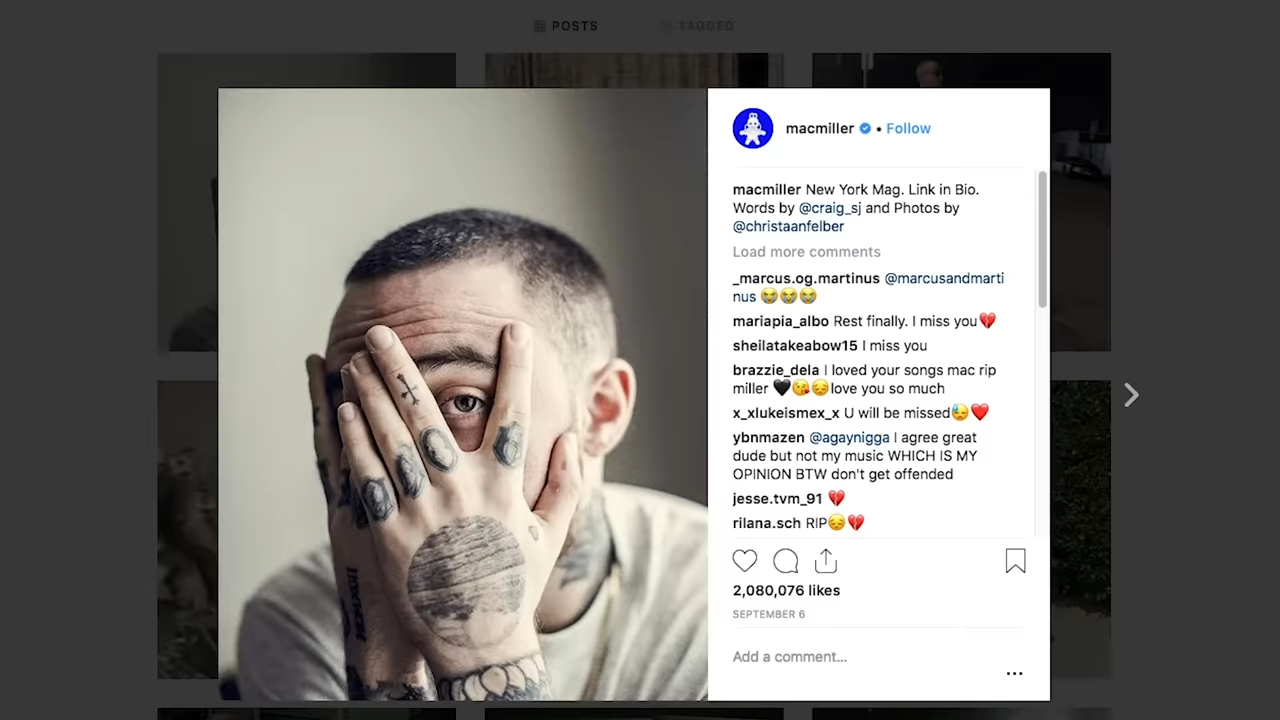 POSTS TAGGED
macmiller • Follow
macmiller New York Mag. Link in Bio.
Words by @craig_sj and Photos by
@christaanfelber
Load more comments
_marcus.og.martinus @marcusandmarti
nus 😭😭😭
mariapia_albo Rest finally. I miss you💔
sheilatakeabow15 I miss you
brazzie_dela I loved your songs mac rip
miller 🖤😘😔love you so much
x_xlukeismex_x U will be missed😓❤️
ybnmazen @agaynigga I agree great
dude but not my music WHICH IS MY
OPINION BTW don't get offended
jesse.tvm_91 💔
rilana.sch RIP😔💔
2,080,076 likes
SEPTEMBER 6
Add a comment...